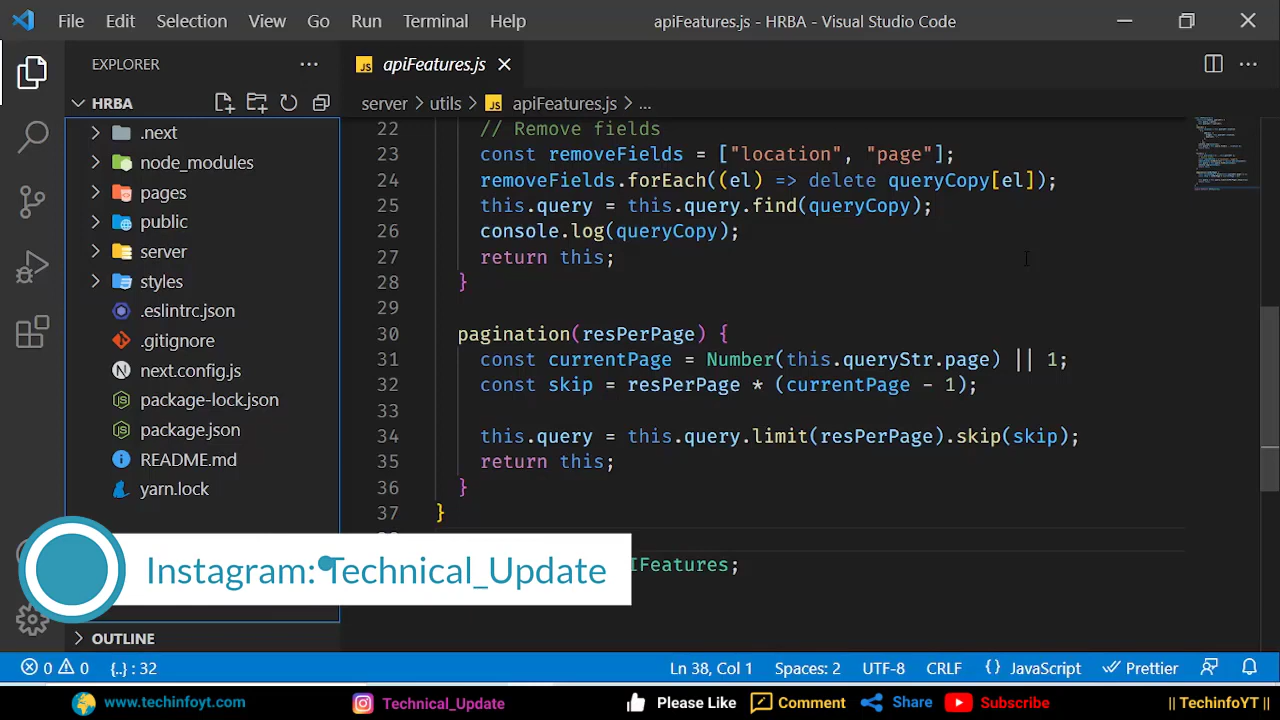 File Edit Selection View Go Run Terminal Help apiFeatures.js - HRBA - Visual Studio Code
EXPLORER
HRBA
.next
node_modules
pages
public
server
styles
.eslintrc.json
.gitignore
next.config.js
package-lock.json
package.json
README.md
yarn.lock
OUTLINE
JS apiFeatures.js
server > utils > JS apiFeatures.js > ...
22 // Remove fields
23 const removeFields = ["location", "page"];
24 removeFields.forEach((el) => delete queryCopy[el]);
25 this.query = this.query.find(queryCopy);
26 console.log(queryCopy);
27 return this;
28 }
29
30 pagination(resPerPage) {
31 const currentPage = Number(this.queryStr.page) || 1;
32 const skip = resPerPage * (currentPage - 1);
33
34 this.query = this.query.limit(resPerPage).skip(skip);
35 return this;
36 }
37 }
IFeatures;
Instagram: Technical_Update
0 0 {..} : 32 Ln 38, Col 1 Spaces: 2 UTF-8 CRLF {} JavaScript Prettier
www.techinfoyt.com Technical_Update Please Like Comment Share Subscribe || TechinfoYT ||